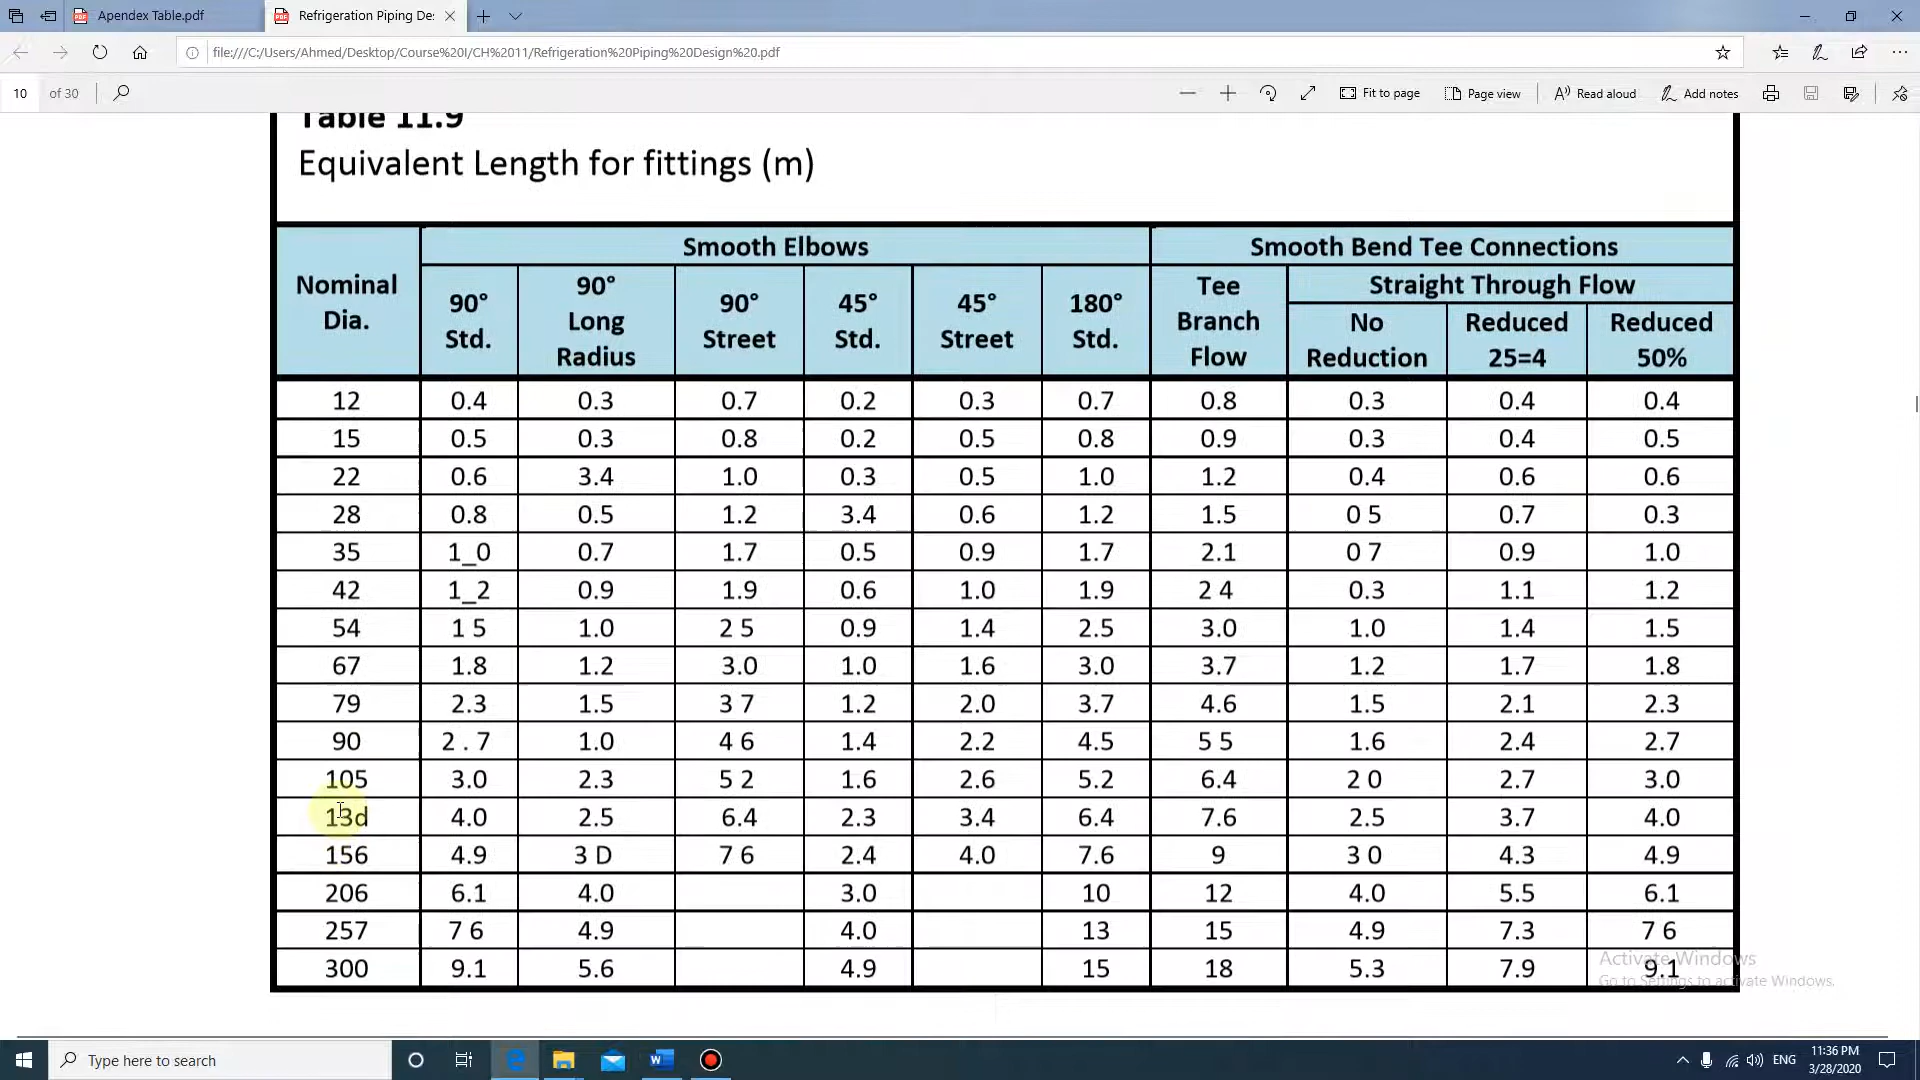 Apendex Table.pdf
Refrigeration Piping De:
file:///C:/Users/Ahmed/Desktop/Course%20I/CH%2011/Refrigeration%20Piping%20Design%20.pdf
10 of 30
Fit to page
Page view
Read aloud
Add notes
Table 11.9
Equivalent Length for fittings (m)
Nominal Dia. Smooth Elbows Smooth Bend Tee Connections
90° Std. 90° Long Radius 90° Street 45° Std. 45° Street 180° Std. Tee Branch Flow Straight Through Flow
No Reduction Reduced 25=4 Reduced 50%
12 0.4 0.3 0.7 0.2 0.3 0.7 0.8 0.3 0.4 0.4
15 0.5 0.3 0.8 0.2 0.5 0.8 0.9 0.3 0.4 0.5
22 0.6 3.4 1.0 0.3 0.5 1.0 1.2 0.4 0.6 0.6
28 0.8 0.5 1.2 3.4 0.6 1.2 1.5 0 5 0.7 0.3
35 1_0 0.7 1.7 0.5 0.9 1.7 2.1 0 7 0.9 1.0
42 1_2 0.9 1.9 0.6 1.0 1.9 2 4 0.3 1.1 1.2
54 1 5 1.0 2 5 0.9 1.4 2.5 3.0 1.0 1.4 1.5
67 1.8 1.2 3.0 1.0 1.6 3.0 3.7 1.2 1.7 1.8
79 2.3 1.5 3 7 1.2 2.0 3.7 4.6 1.5 2.1 2.3
90 2 . 7 1.0 4 6 1.4 2.2 4.5 5 5 1.6 2.4 2.7
105 3.0 2.3 5 2 1.6 2.6 5.2 6.4 2 0 2.7 3.0
13d 4.0 2.5 6.4 2.3 3.4 6.4 7.6 2.5 3.7 4.0
156 4.9 3 D 7 6 2.4 4.0 7.6 9 3 0 4.3 4.9
206 6.1 4.0 3.0 10 12 4.0 5.5 6.1
257 7 6 4.9 4.0 13 15 4.9 7.3 7 6
300 9.1 5.6 4.9 15 18 5.3 7.9 9.1
Activate Windows
Go to Settings to activate Windows.
Type here to search
ENG
11:36 PM
3/28/2020